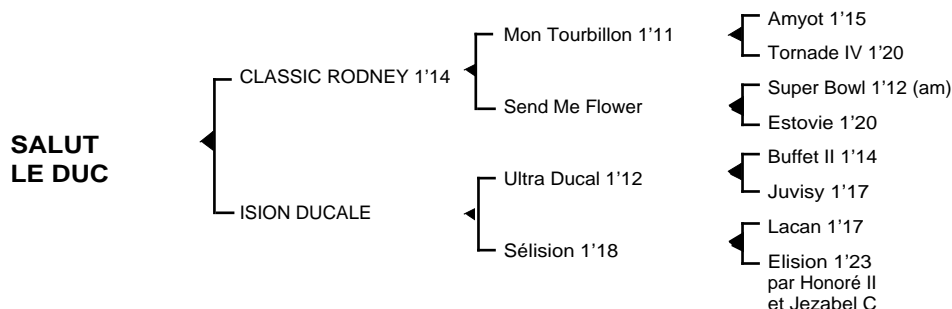 SALUT
LE DUC
CLASSIC RODNEY 1’14
ISION DUCALE
Mon Tourbillon 1’11
Send Me Flower
Ultra Ducal 1’12
Sélision 1’18
Amyot 1’15
Tornade IV 1’20
Super Bowl 1’12 (am)
Estovie 1’20
Buffet II 1’14
Juvisy 1’17
Lacan 1’17
Elision 1’23
par Honoré II
et Jezabel C